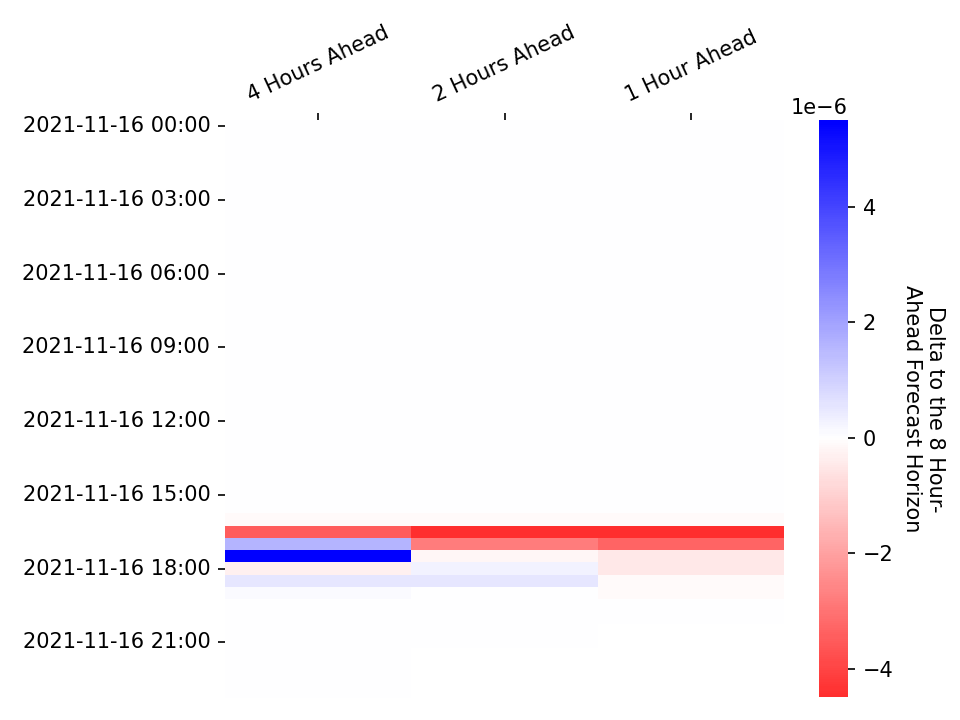 4 Hours Ahead
2 Hours Ahead
1 Hour Ahead
1e−6
2021-11-16 00:00
2021-11-16 03:00
2021-11-16 06:00
2021-11-16 09:00
2021-11-16 12:00
2021-11-16 15:00
2021-11-16 18:00
2021-11-16 21:00
4
2
0
−2
−4
Delta to the 8 Hour-
Ahead Forecast Horizon